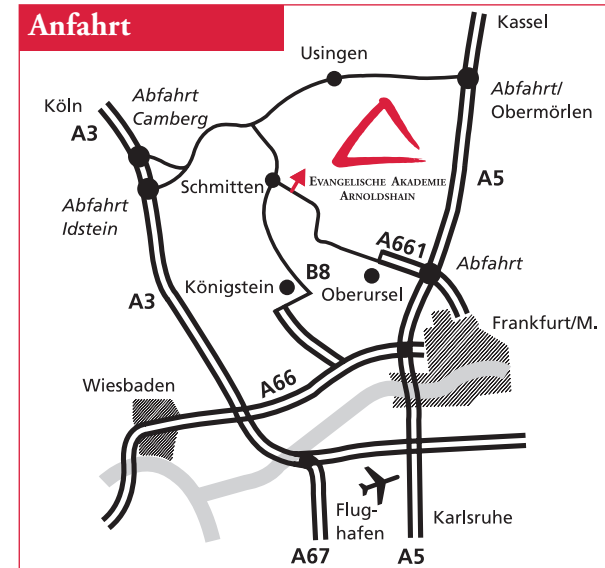 Anfahrt
Kassel
Usingen
Köln
Abfahrt
Camberg
Abfahrt/
Obermörlen
A3
A5
Schmitten
EVANGELISCHE AKADEMIE
ARNOLDSHAIN
Abfahrt
Idstein
A661
Abfahrt
B8
A3
Königstein
Oberursel
Frankfurt/M.
Wiesbaden
A66
Flug-
hafen
Karlsruhe
A67
A5